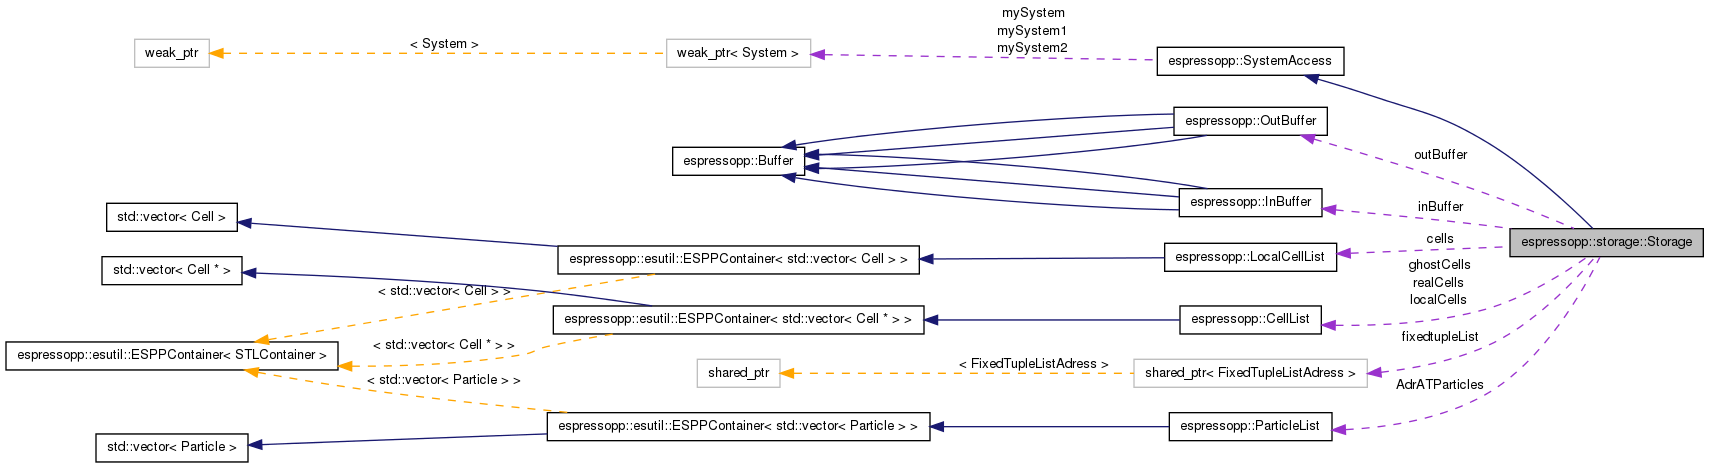 mySystem
mySystem1
mySystem2
weak_ptr
< System >
weak_ptr< System >
espressopp::SystemAccess
espressopp::OutBuffer
espressopp::Buffer
outBuffer
espressopp::InBuffer
inBuffer
std::vector< Cell >
cells
espressopp::storage::Storage
espressopp::esutil::ESPPContainer< std::vector< Cell > >
espressopp::LocalCellList
std::vector< Cell * >
ghostCells
realCells
localCells
< std::vector< Cell > >
espressopp::esutil::ESPPContainer< std::vector< Cell * > >
espressopp::CellList
fixedtupleList
< std::vector< Cell * > >
espressopp::esutil::ESPPContainer< STLContainer >
< FixedTupleListAdress >
shared_ptr
shared_ptr< FixedTupleListAdress >
< std::vector< Particle > >
AdrATParticles
espressopp::esutil::ESPPContainer< std::vector< Particle > >
espressopp::ParticleList
std::vector< Particle >